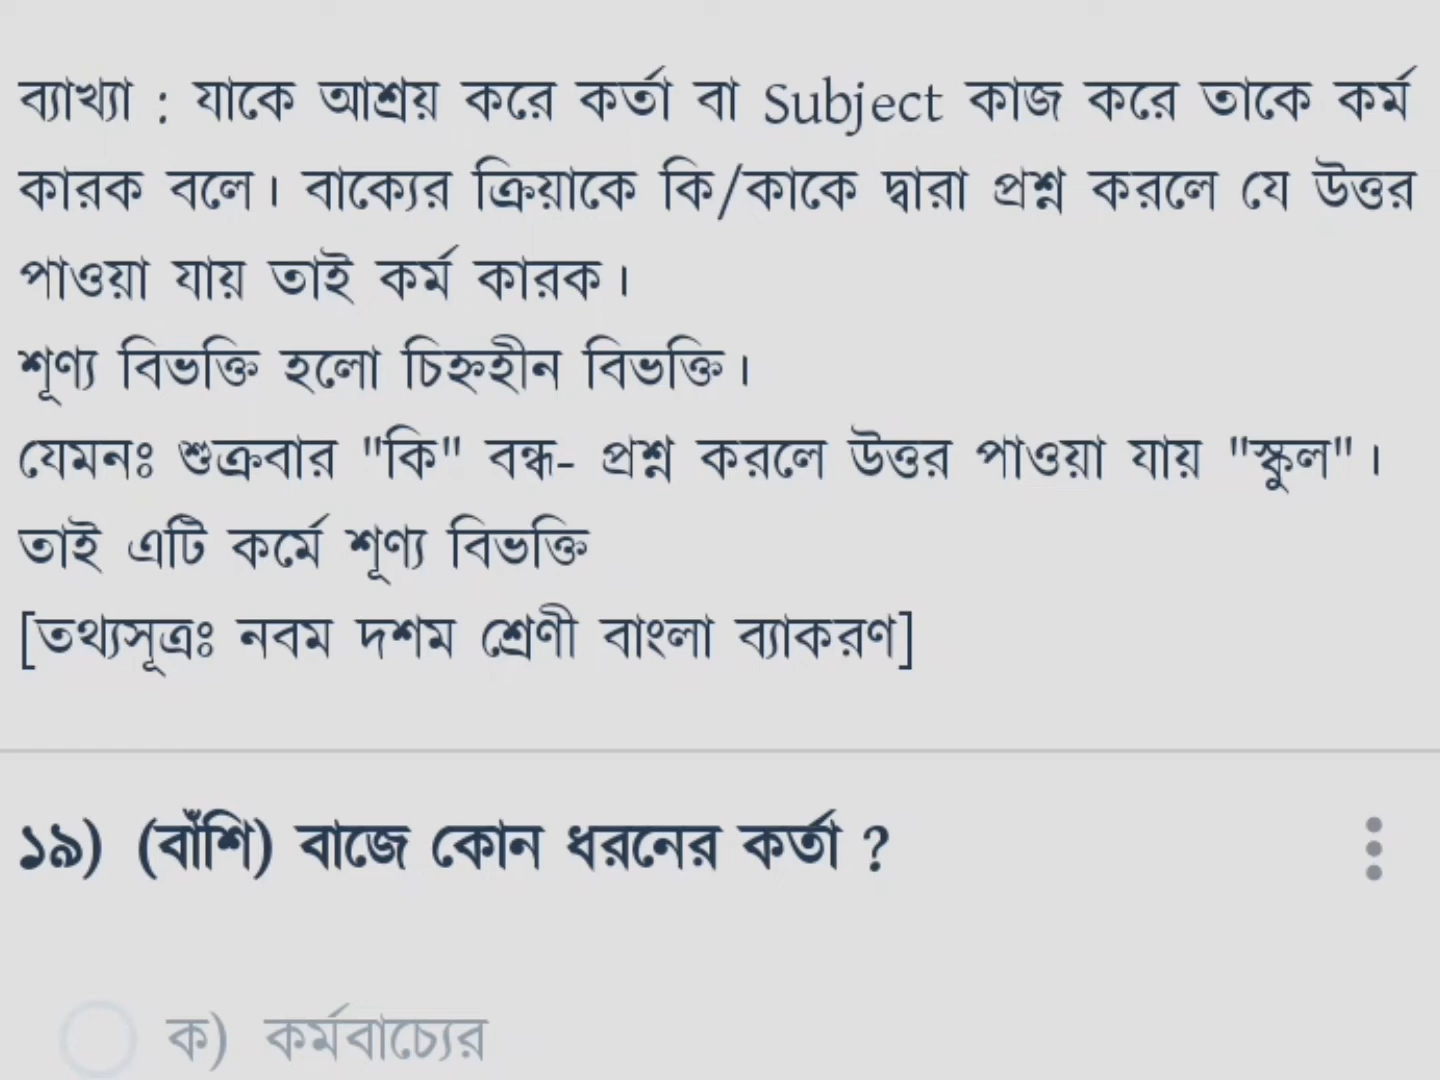 ব্যাখ্যা : যাকে আশ্রয় করে কর্তা বা Subject কাজ করে তাকে কর্ম
কারক বলে। বাক্যের ক্রিয়াকে কি/কাকে দ্বারা প্রশ্ন করলে যে উত্তর
পাওয়া যায় তাই কর্ম কারক।
শূণ্য বিভক্তি হলো চিহ্নহীন বিভক্তি।
যেমনঃ শুক্রবার "কি" বন্ধ- প্রশ্ন করলে উত্তর পাওয়া যায় "স্কুল"।
তাই এটি কর্মে শূণ্য বিভক্তি
[তথ্যসূত্রঃ নবম দশম শ্রেণী বাংলা ব্যাকরণ]
১৯) (বাঁশি) বাজে কোন ধরনের কর্তা ?
ক) কর্মবাচ্যের